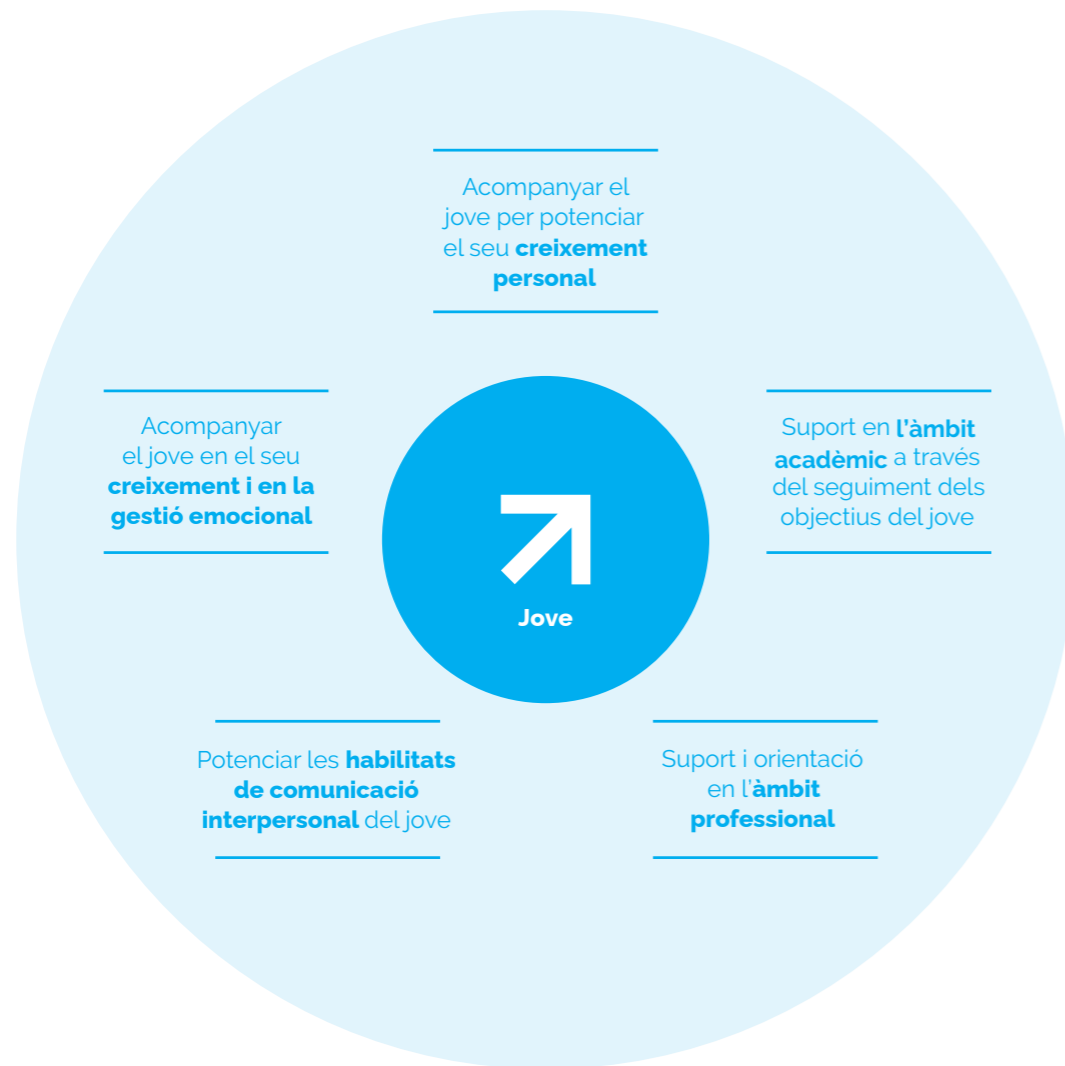 Acompanyar el
jove per potenciar
el seu creixement
personal
Acompanyar
el jove en el seu
creixement i en la
gestió emocional
Suport en l'àmbit
acadèmic a través
del seguiment dels
objectius del jove
Jove
Potenciar les habilitats
de comunicació
interpersonal del jove
Suport i orientació
en l'àmbit
professional